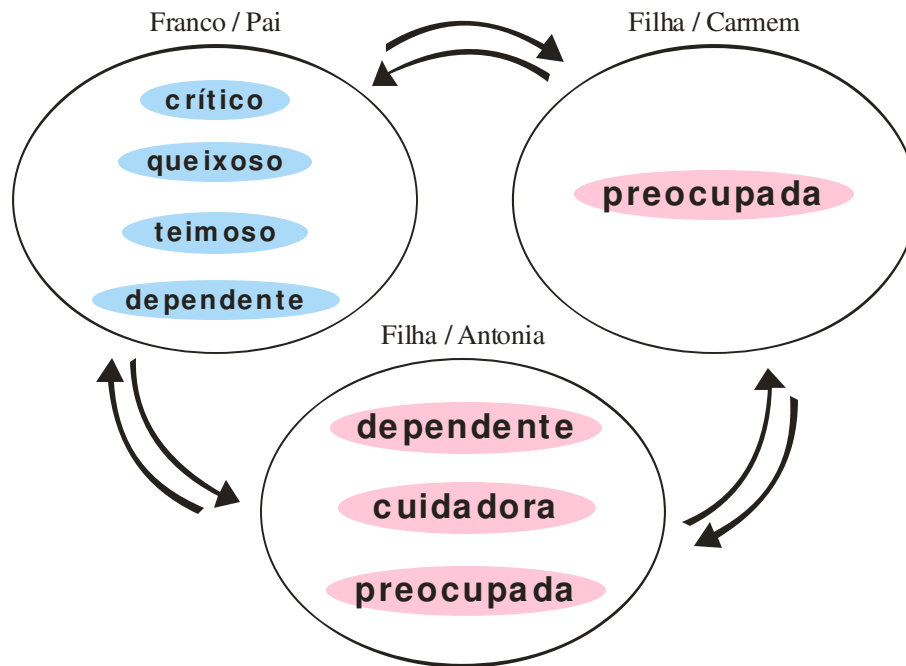 Franco / Pai
crítico
queixoso
teimoso
dependente
Filha / Carmem
preocupada
Filha / Antonia
dependente
cuidadora
preocupada